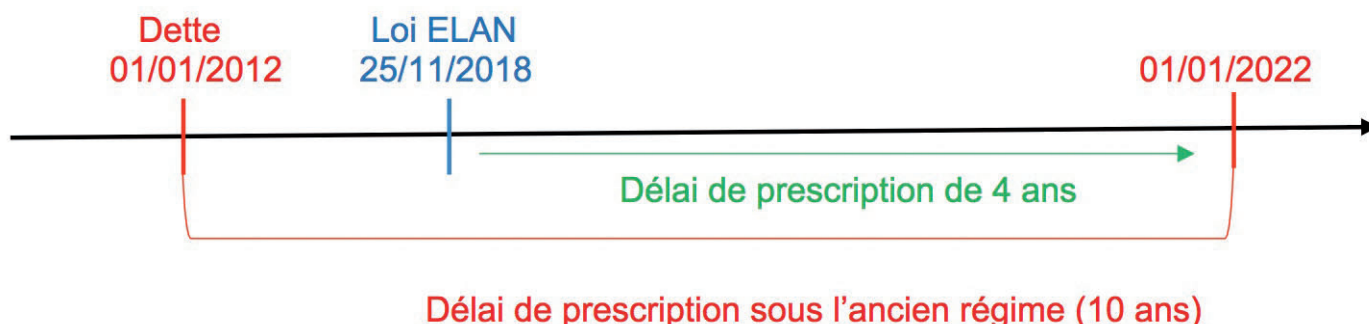 Dette
01/01/2012
Loi ELAN
25/11/2018
01/01/2022
Délai de prescription de 4 ans
Délai de prescription sous l’ancien régime (10 ans)